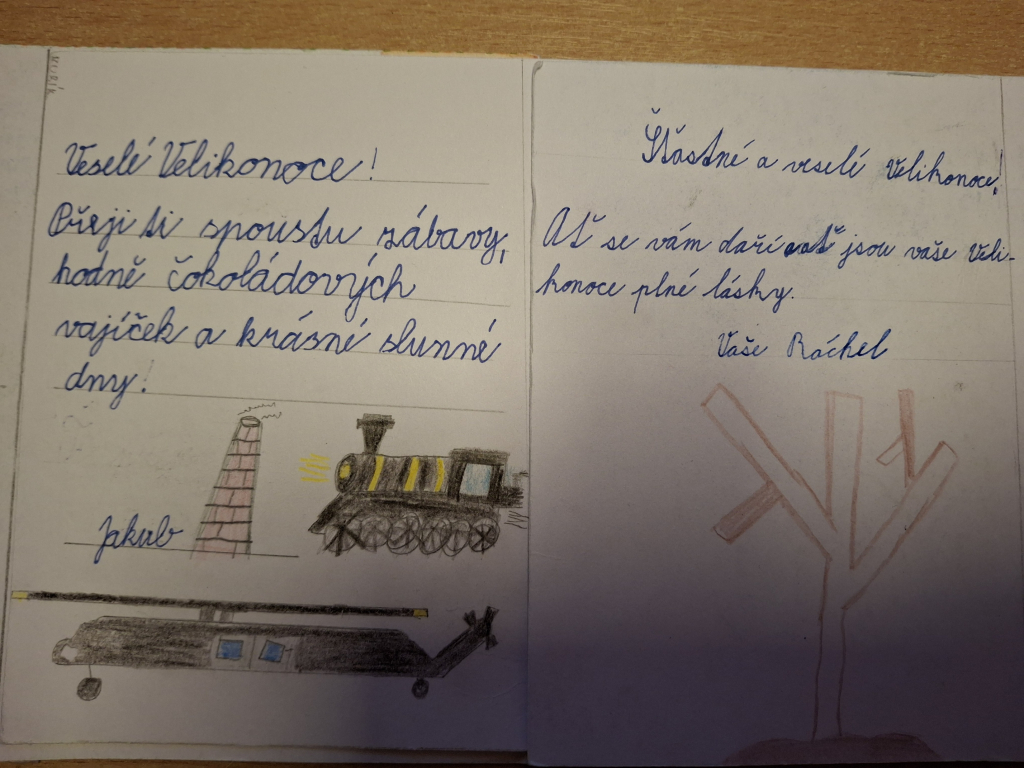 Veselé Velikonoce!
Přeji ti spoustu zábavy,
hodně čokoládových
vajíček a krásné slunné
dny!
Jakub
Šťastné a veselé Velikonoce!
Ať se vám daří ať jsou vaše Veli-
konoce plné lásky.
Vaše Ráchel